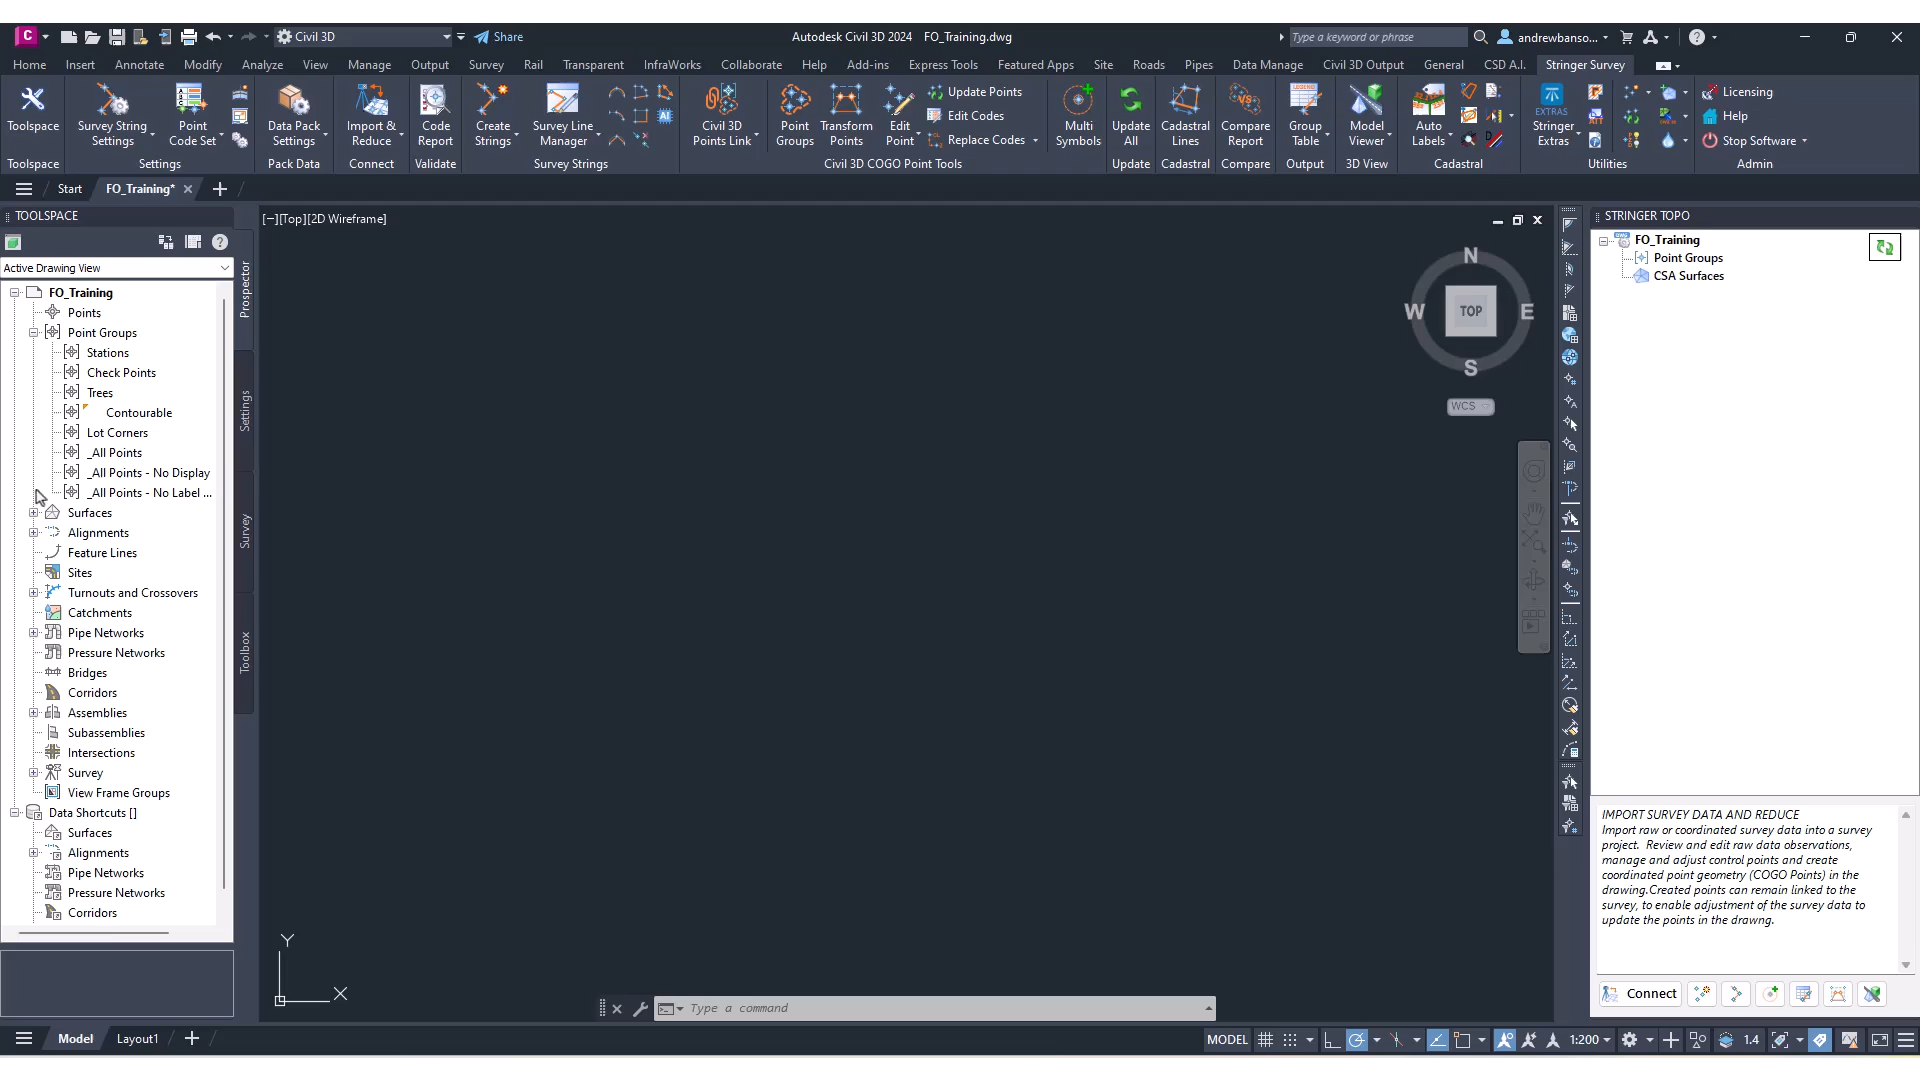 C
Civil 3D
Share
Autodesk Civil 3D 2024 FO_Training.dwg
Type a keyword or phrase
andrewbanso...
Home Insert Annotate Modify Analyze View Manage Output Survey Rail Transparent InfraWorks Collaborate Help Add-ins Express Tools Featured Apps Site Roads Pipes Data Manage Civil 3D Output General CSD A.I. Stringer Survey
Toolspace
Survey String
Settings
Point
Code Set
Data Pack
Settings
Import &
Reduce
Code
Report
Create
Strings
Survey Line
Manager
Civil 3D
Points Link
Point
Groups
Transform
Points
Edit
Point
Update Points
Edit Codes
Replace Codes
Multi
Symbols
Update
All
Cadastral
Lines
Compare
Report
Group
Table
Model
Viewer
Auto
Labels
Stringer
Extras
Licensing
Help
Stop Software
Toolspace Settings Pack Data Connect Validate Survey Strings Civil 3D COGO Point Tools Update Cadastral Compare Output 3D View Cadastral Utilities Admin
Start FO_Training*
TOOLSPACE
Active Drawing View
FO_Training
Points
Point Groups
Stations
Check Points
Trees
Contourable
Lot Corners
_All Points
_All Points - No Display
_All Points - No Label ...
Surfaces
Alignments
Feature Lines
Sites
Turnouts and Crossovers
Catchments
Pipe Networks
Pressure Networks
Bridges
Corridors
Assemblies
Subassemblies
Intersections
Survey
View Frame Groups
Data Shortcuts []
Surfaces
Alignments
Pipe Networks
Pressure Networks
Corridors
Prospector
Settings
Survey
Toolbox
[−][Top][2D Wireframe]
N
W TOP E
S
WCS
Y
X
Type a command
STRINGER TOPO
FO_Training
Point Groups
CSA Surfaces
IMPORT SURVEY DATA AND REDUCE
Import raw or coordinated survey data into a survey
project. Review and edit raw data observations,
manage and adjust control points and create
coordinated point geometry (COGO Points) in the
drawing.Created points can remain linked to the
survey, to enable adjustment of the survey data to
update the points in the drawng.
Connect
Model Layout1
MODEL
1:200
1.4